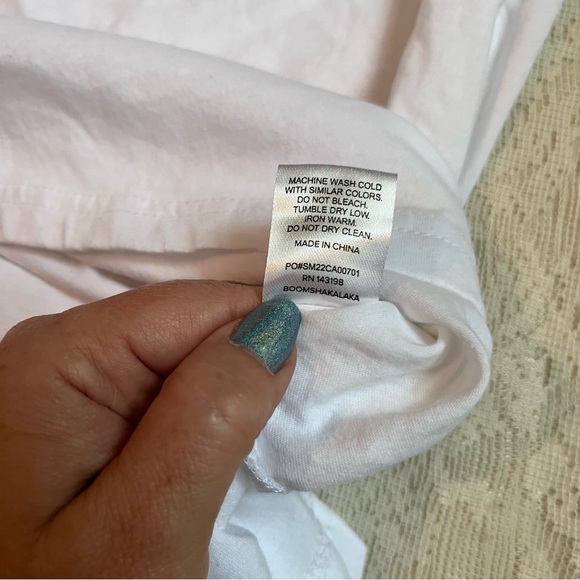 MACHINE WASH COLD
WITH SIMILAR COLORS.
DO NOT BLEACH.
TUMBLE DRY LOW.
IRON WARM.
DO NOT DRY CLEAN.
MADE IN CHINA
PO#SM22CA00701
RN 143198
BOOMSHAKALAKA